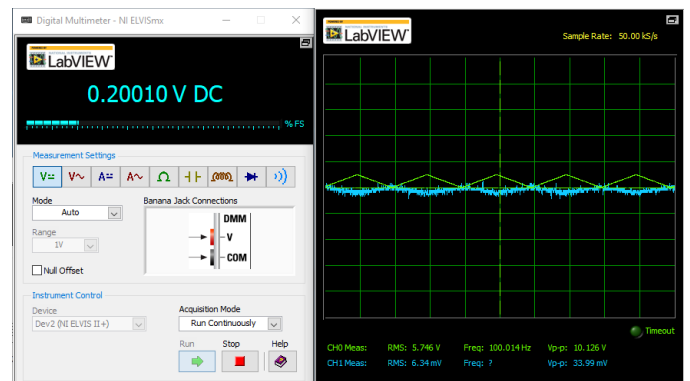 Digital Multimeter - NI ELVISmx
LabVIEW
0.20010 V DC
% FS
Measurement Settings
V= V~ A= A~ Ω
Mode
Banana Jack Connections
Auto
DMM
V
COM
Range
1V
Null Offset
Instrument Control
Device
Acquisition Mode
Dev2 (NI ELVIS II+)
Run Continuously
Run Stop Help
LabVIEW
Sample Rate: 50.00 kS/s
Timeout
CH0 Meas: RMS: 5.746 V Freq: 100.014 Hz Vp-p: 10.126 V
CH1 Meas: RMS: 6.34 mV Freq: ? Vp-p: 33.99 mV